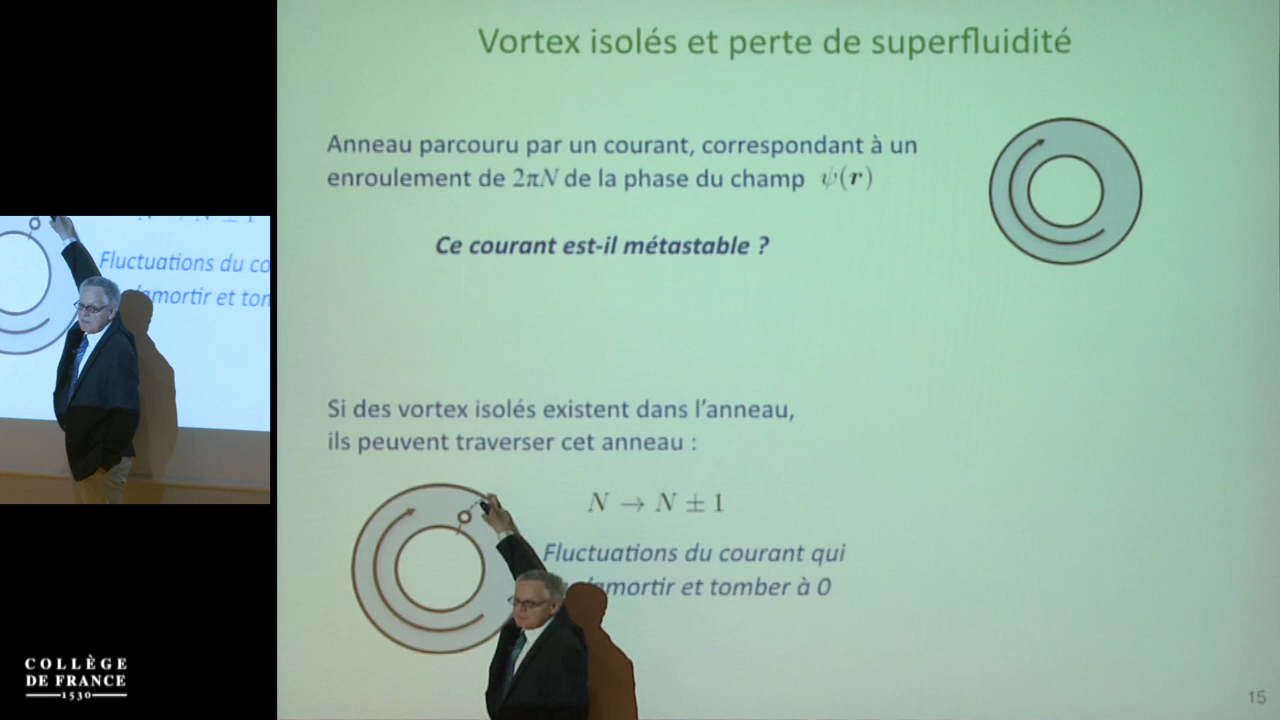 Vortex isolés et perte de superfluidité
Anneau parcouru par un courant, correspondant à un
enroulement de 2πN de la phase du champ ψ(r)
Ce courant est-il métastable ?
Si des vortex isolés existent dans l'anneau,
ils peuvent traverser cet anneau :
N → N ± 1
Fluctuations du courant qui
s'amortir et tomber à 0
15
Fluctuations du co
amortir et ton
COLLÈGE
DE FRANCE
1530